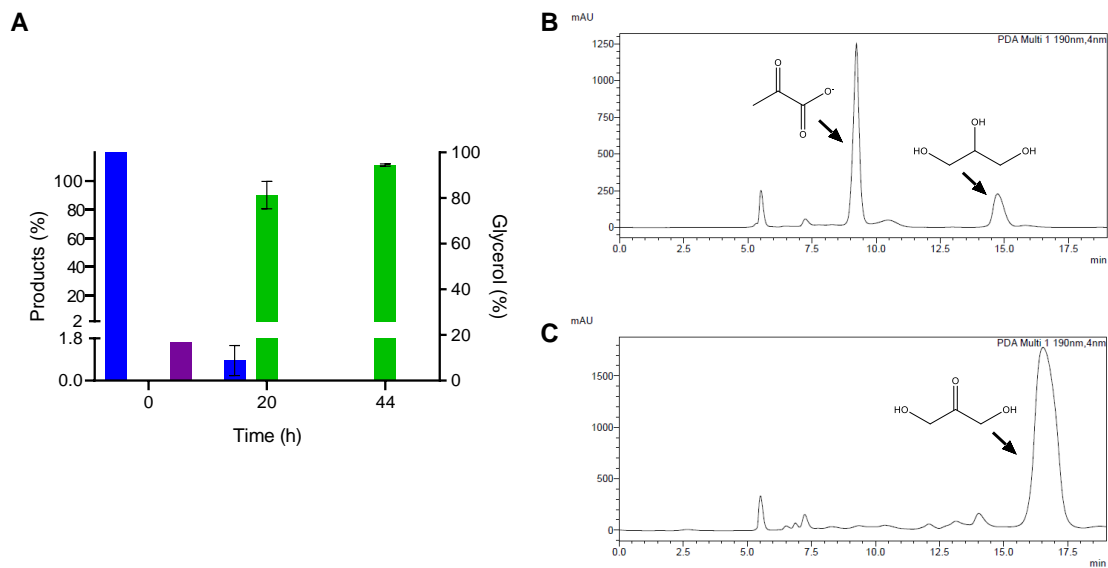 A
Products (%)
100
80
60
40
20
2
1.8
0.0
100
80
60
40
20
0
Glycerol (%)
0
20
44
Time (h)
B
mAU
PDA Multi 1 190nm,4nm
1250
1000
750
500
250
0
O
O-
O
OH
HO
OH
0.0
2.5
5.0
7.5
10.0
12.5
15.0
17.5
min
C
mAU
PDA Multi 1 190nm,4nm
1500
1000
500
0
O
HO
OH
0.0
2.5
5.0
7.5
10.0
12.5
15.0
17.5
min